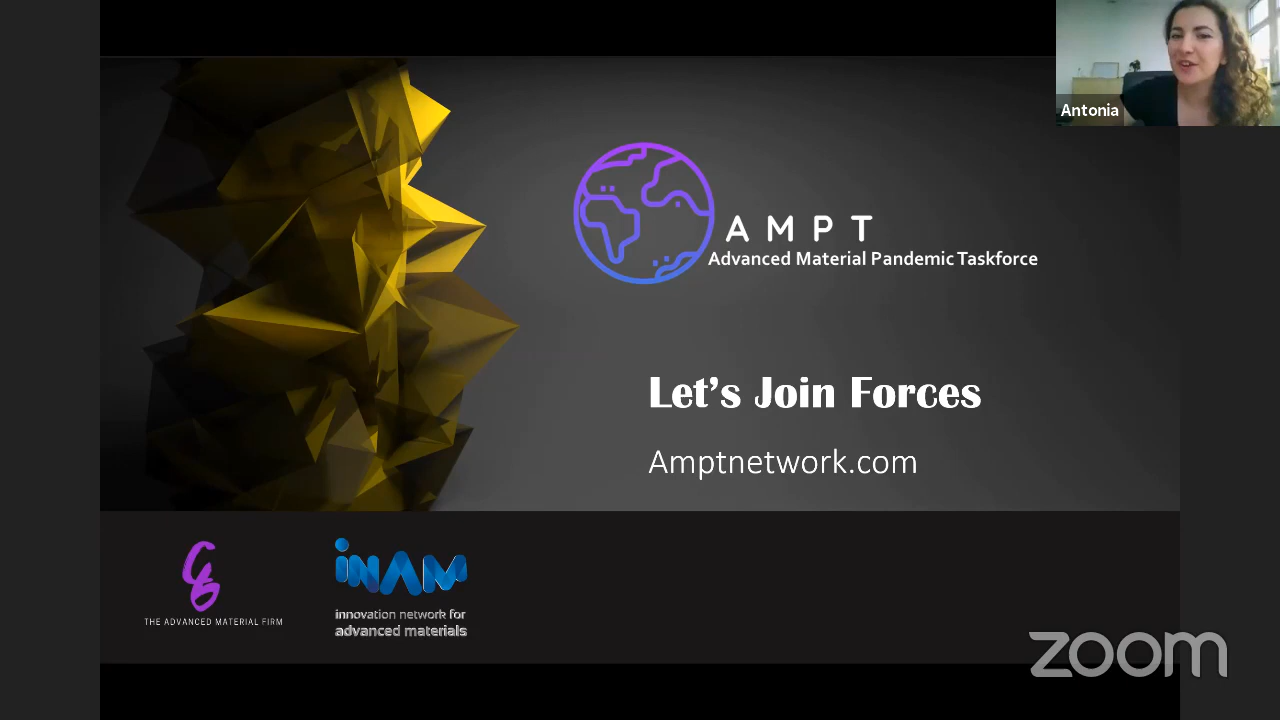 Antonia
AMPT
Advanced Material Pandemic Taskforce
Let's Join Forces
Amptnetwork.com
THE ADVANCED MATERIAL FIRM
iNAM
innovation network for
advanced materials
zoom